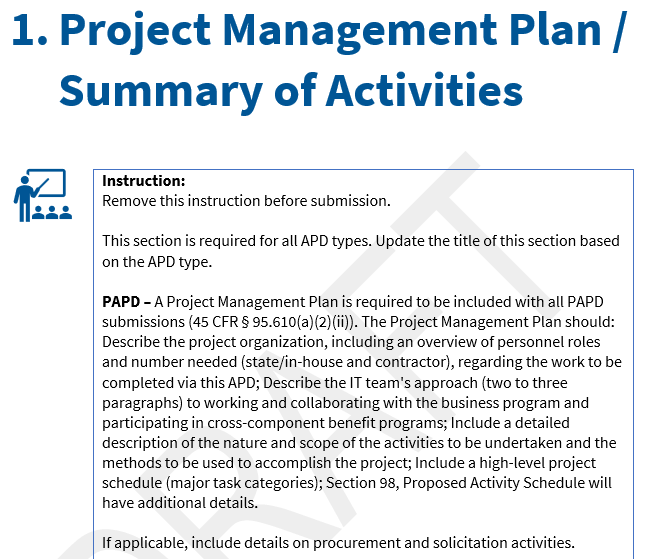 1. Project Management Plan /
Summary of Activities
Instruction:
Remove this instruction before submission.
This section is required for all APD types. Update the title of this section based
on the APD type.
PAPD – A Project Management Plan is required to be included with all PAPD
submissions (45 CFR § 95.610(a)(2)(ii)). The Project Management Plan should:
Describe the project organization, including an overview of personnel roles
and number needed (state/in-house and contractor), regarding the work to be
completed via this APD; Describe the IT team's approach (two to three
paragraphs) to working and collaborating with the business program and
participating in cross-component benefit programs; Include a detailed
description of the nature and scope of the activities to be undertaken and the
methods to be used to accomplish the project; Include a high-level project
schedule (major task categories); Section 98, Proposed Activity Schedule will
have additional details.
If applicable, include details on procurement and solicitation activities.
DRAFT